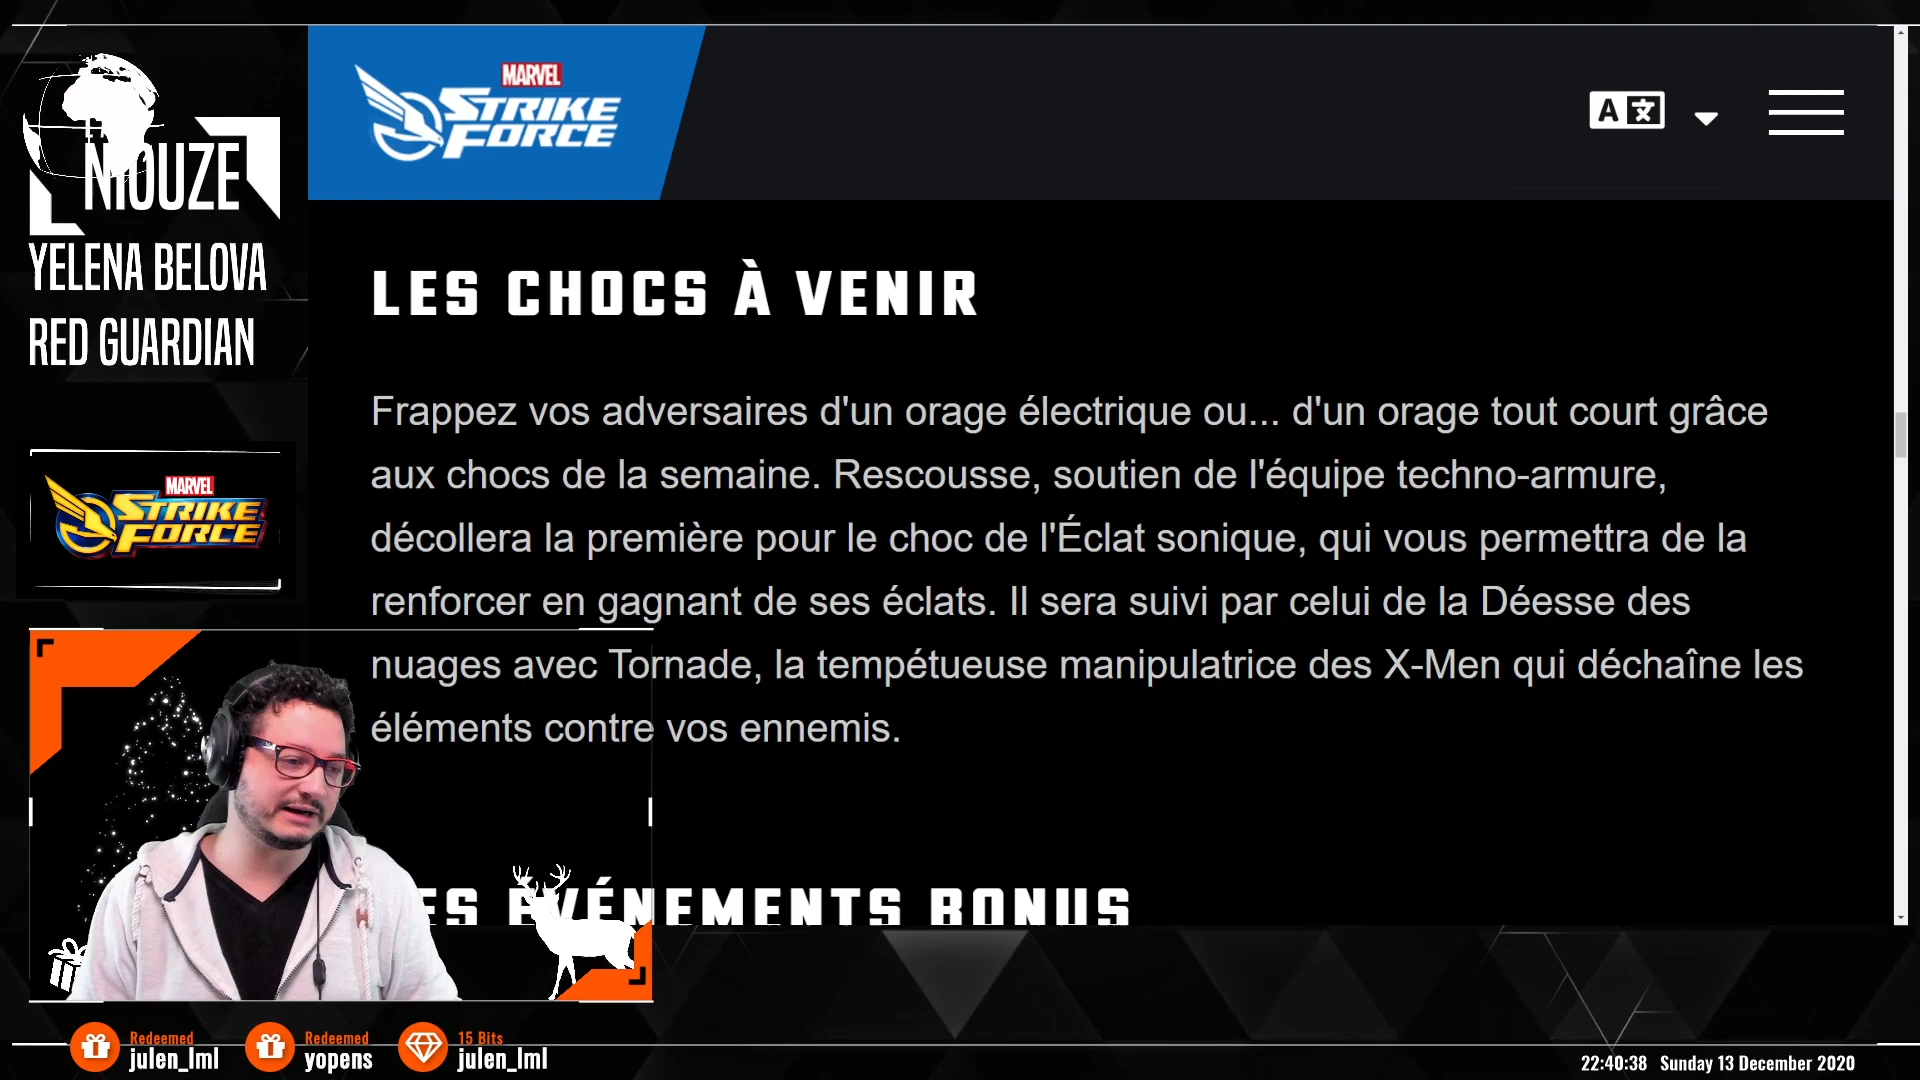 NIOUZE
YELENA BELOVA
RED GUARDIAN
MARVEL
STRIKE
FORCE
MARVEL
STRIKE
FORCE
A 文
LES CHOCS À VENIR
Frappez vos adversaires d'un orage électrique ou... d'un orage tout court grâce
aux chocs de la semaine. Rescousse, soutien de l'équipe techno-armure,
décollera la première pour le choc de l'Éclat sonique, qui vous permettra de la
renforcer en gagnant de ses éclats. Il sera suivi par celui de la Déesse des
nuages avec Tornade, la tempétueuse manipulatrice des X-Men qui déchaîne les
éléments contre vos ennemis.
ÉVÉNEMENTS BONUS
Redeemed
julen_lml
Redeemed
yopens
15 Bits
julen_lml
22:40:38 Sunday 13 December 2020